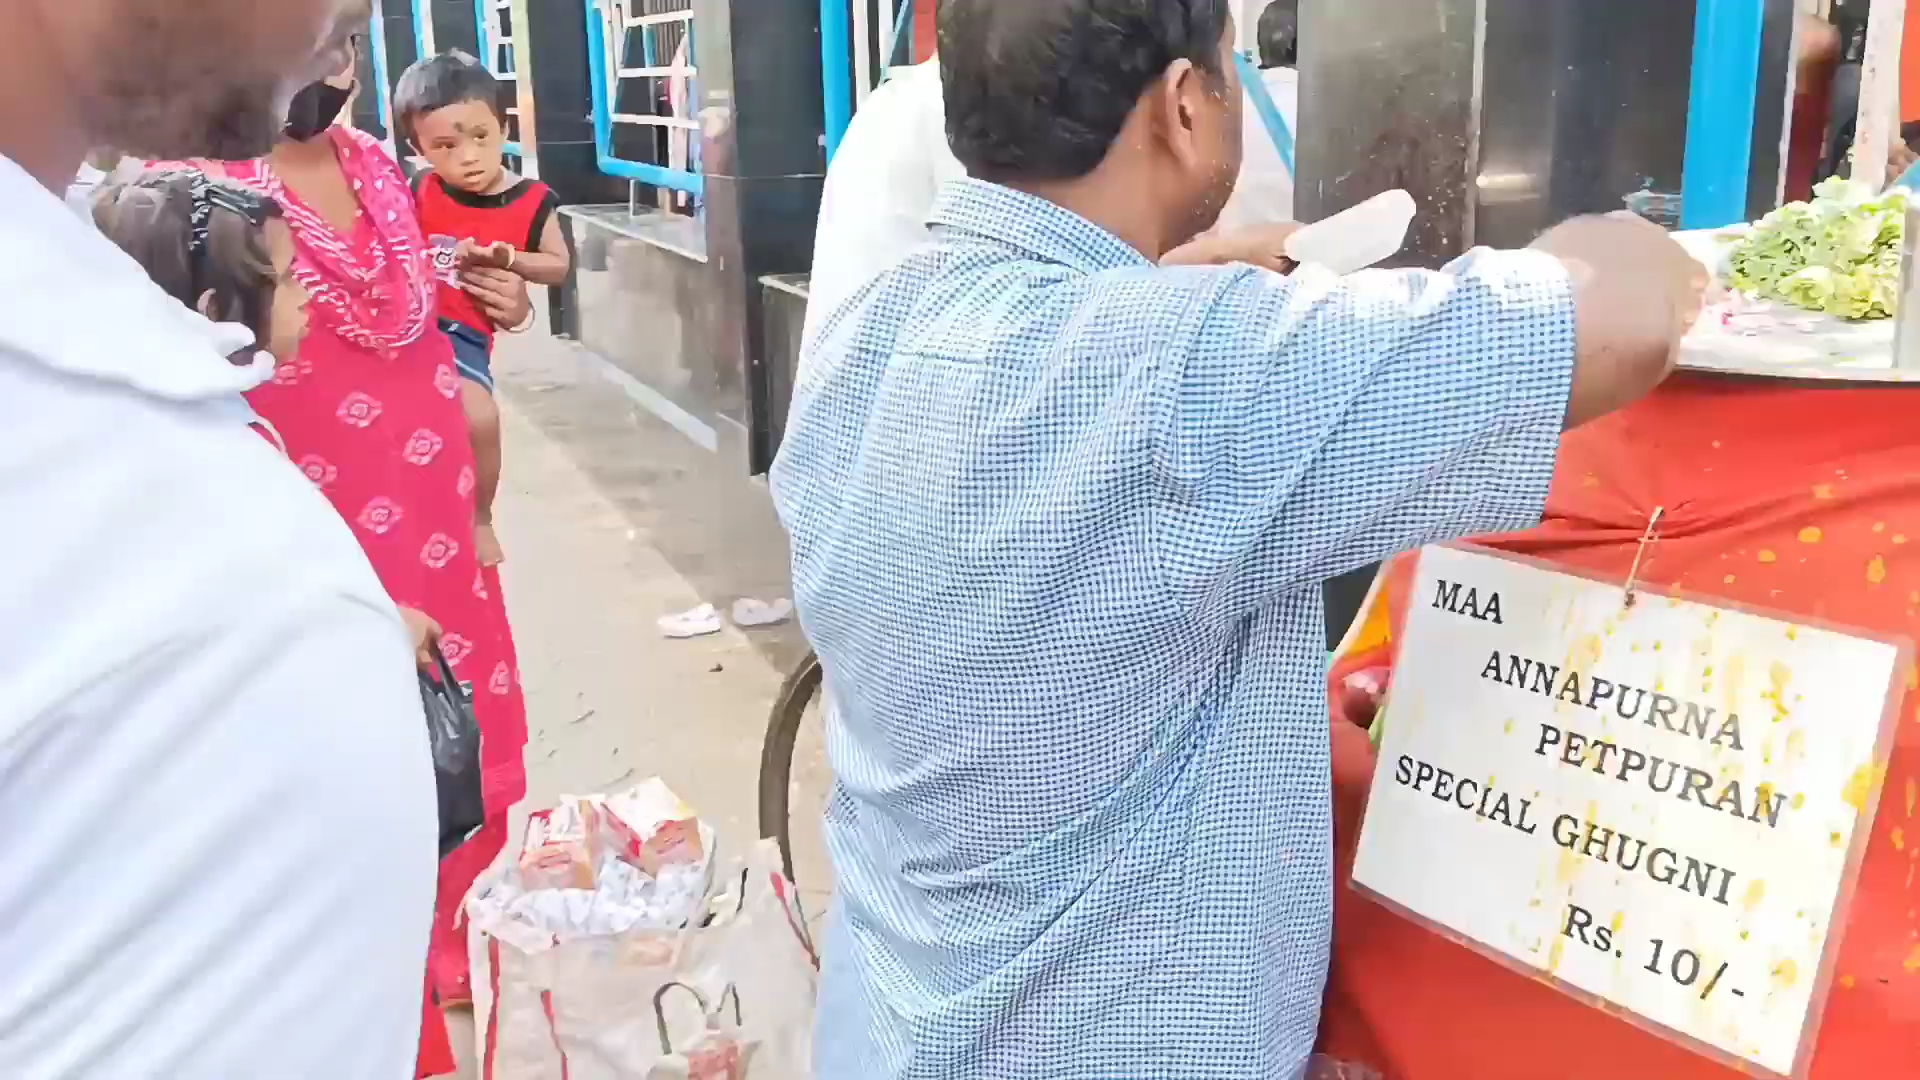 MAA
ANNAPURNA
PETPURAN
SPECIAL GHUGNI
Rs. 10/-